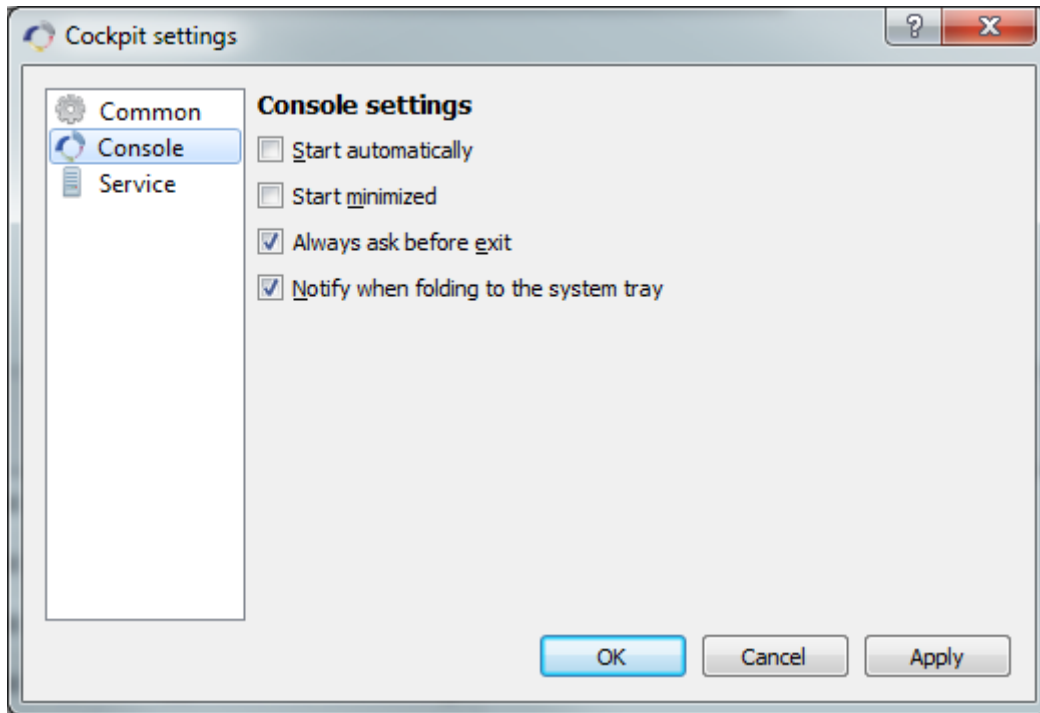 Cockpit settings
Common
Console
Service
Console settings
Start automatically
Start minimized
Always ask before exit
Notify when folding to the system tray
OK
Cancel
Apply